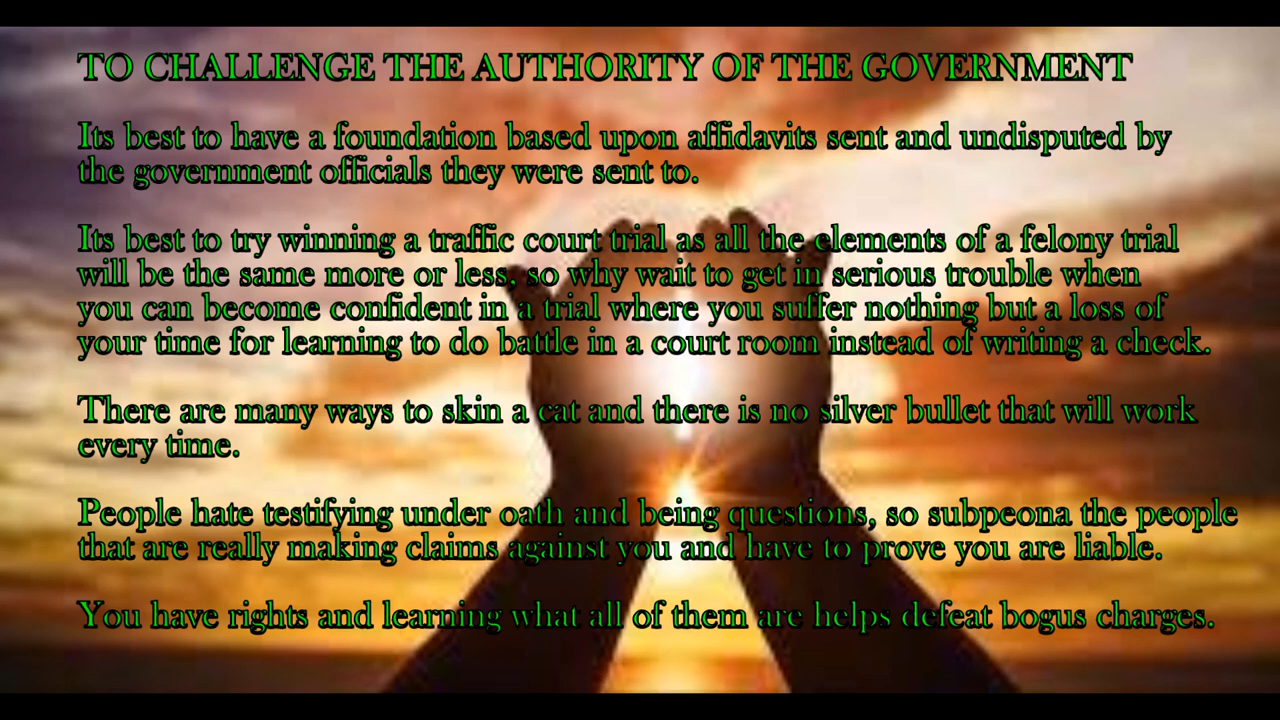 TO CHALLENGE THE AUTHORITY OF THE GOVERNMENT
Its best to have a foundation based upon affidavits sent and undisputed by
the government officials they were sent to.
Its best to try winning a traffic court trial as all the elements of a felony trial
will be the same more or less, so why wait to get in serious trouble when
you can become confident in a trial where you suffer nothing but a loss of
your time for learning to do battle in a court room instead of writing a check.
There are many ways to skin a cat and there is no silver bullet that will work
every time.
People hate testifying under oath and being questions, so subpeona the people
that are really making claims against you and have to prove you are liable.
You have rights and learning what all of them are helps defeat bogus charges.